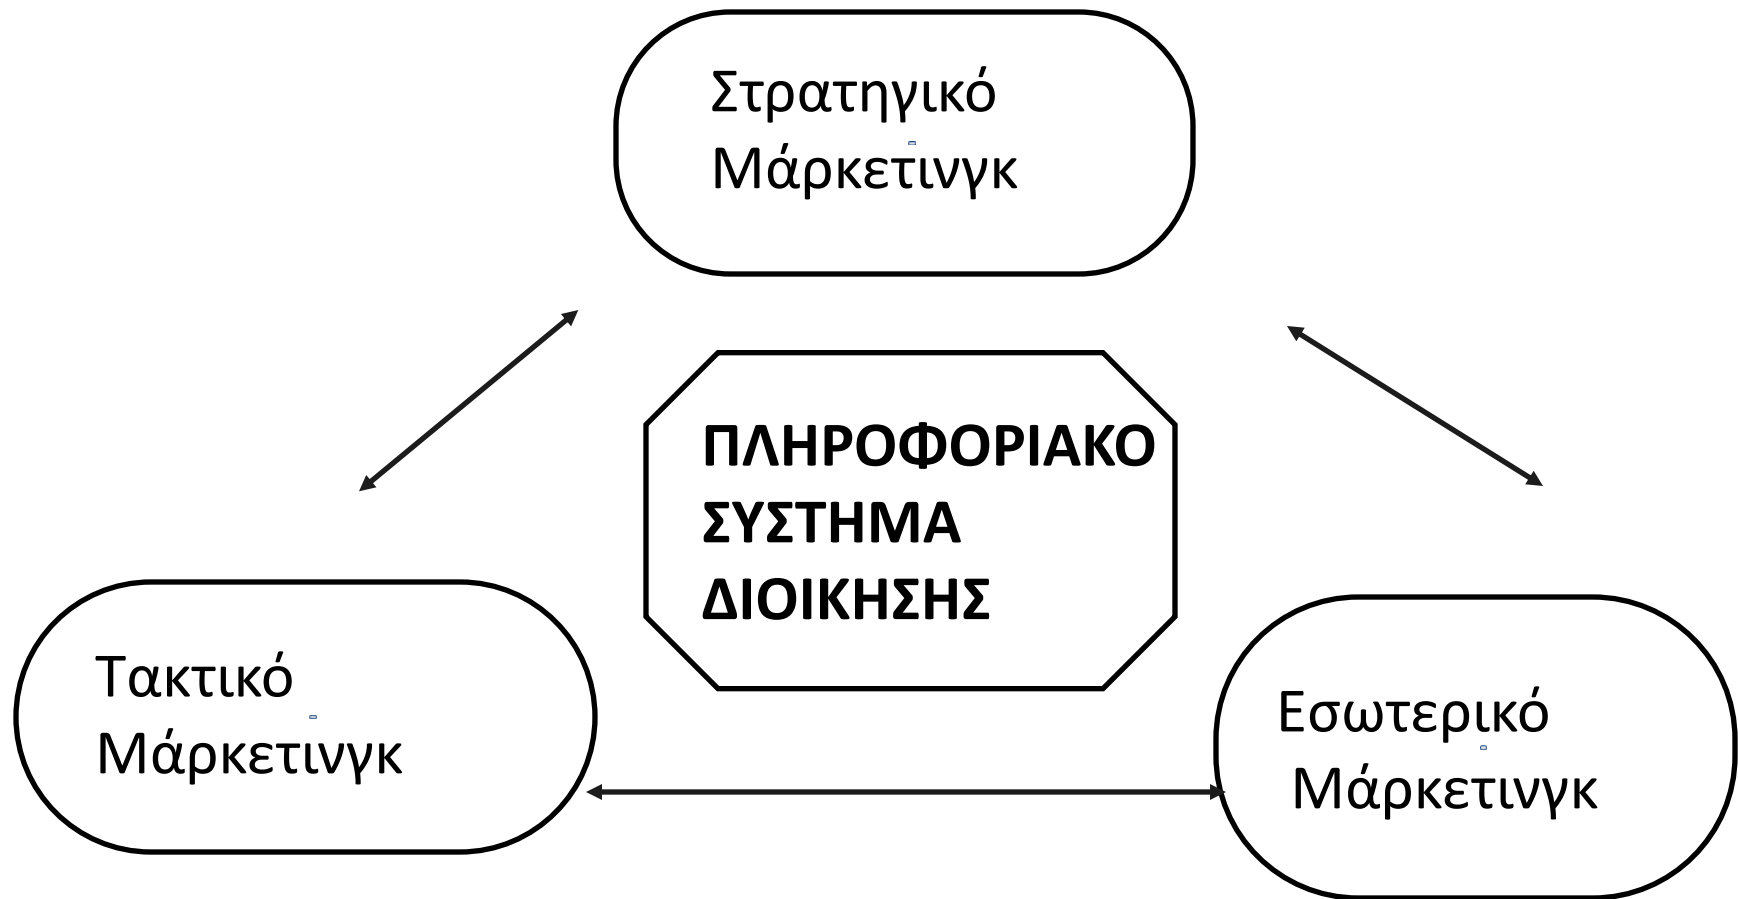 Στρατηγικό
Μάρκετινγκ
ΠΛΗΡΟΦΟΡΙΑΚΟ
ΣΥΣΤΗΜΑ
ΔΙΟΙΚΗΣΗΣ
Τακτικό
Μάρκετινγκ
Εσωτερικό
Μάρκετινγκ